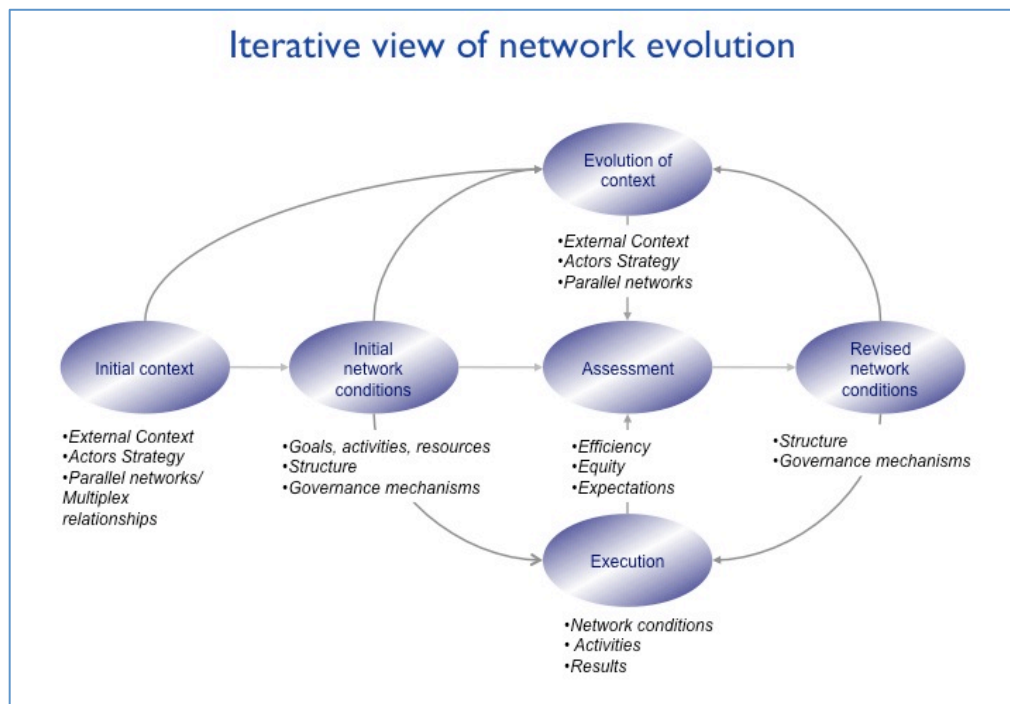 Iterative view of network evolution
Evolution of
context
•External Context
•Actors Strategy
•Parallel networks
Initial context
Initial
network
conditions
Assessment
Revised
network
conditions
•External Context
•Actors Strategy
•Parallel networks/
Multiplex
relationships
•Goals, activities, resources
•Structure
•Governance mechanisms
•Efficiency
•Equity
•Expectations
•Structure
•Governance mechanisms
Execution
•Network conditions
• Activities
•Results